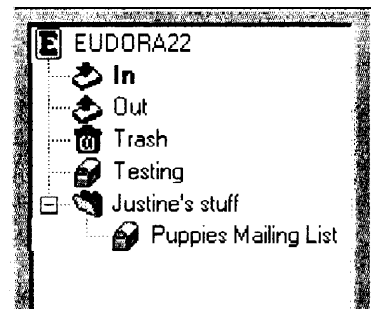 E EUDORA22
In
Out
Trash
Testing
Justine's stuff
Puppies Mailing List